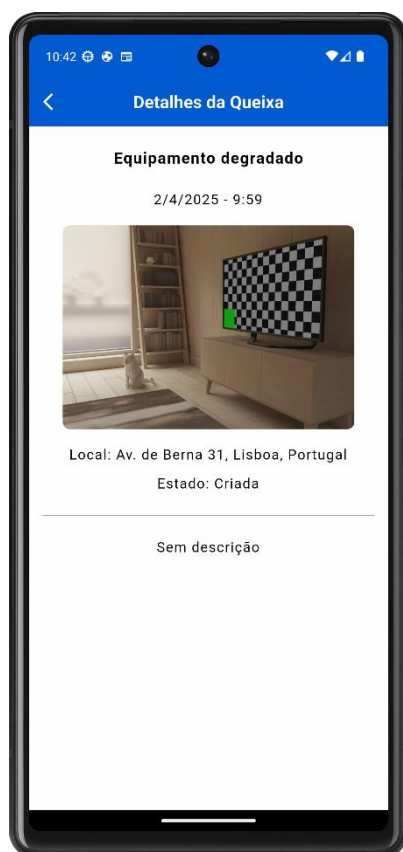 10:42
Detalhes da Queixa
Equipamento degradado
2/4/2025 - 9:59
Local: Av. de Berna 31, Lisboa, Portugal
Estado: Criada
Sem descrição